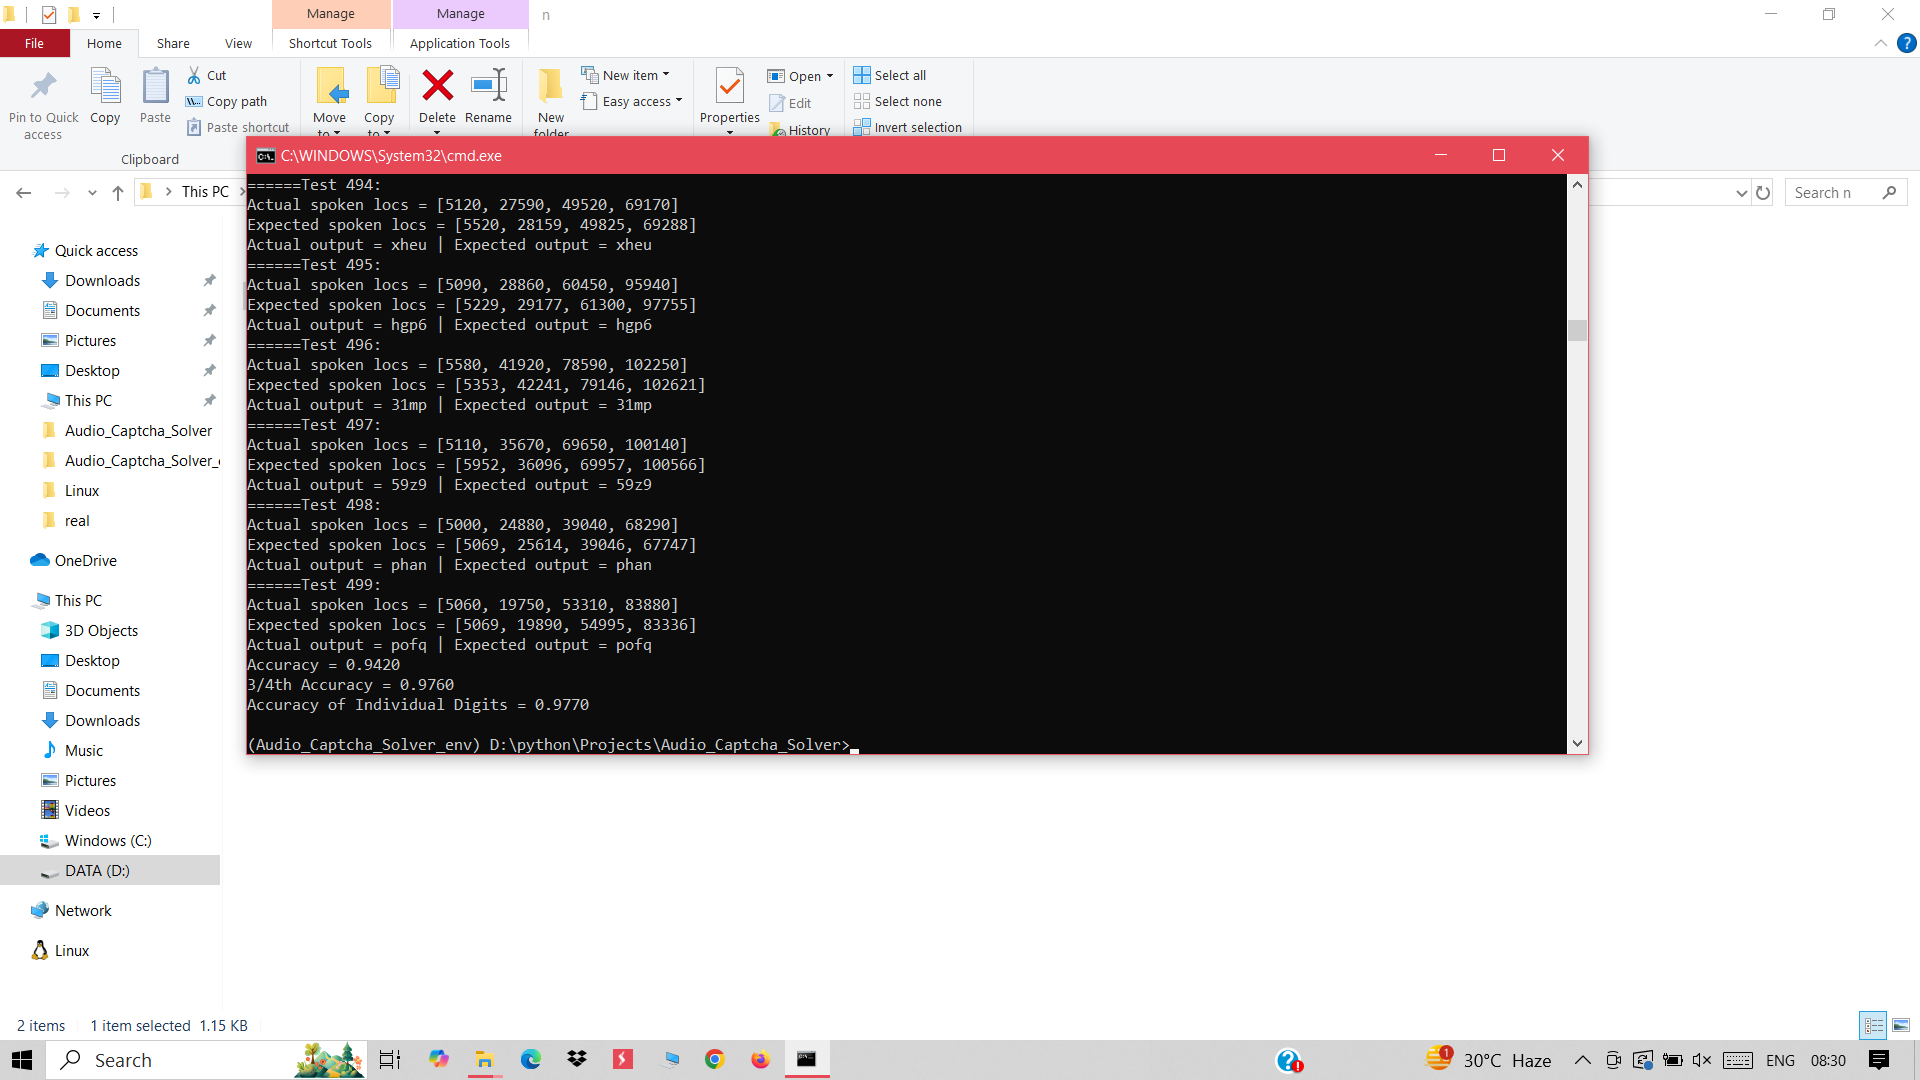 Manage
Manage
n
File
Home
Share
View
Shortcut Tools
Application Tools
Pin to Quick access
Copy
Paste
Cut
Copy path
Paste shortcut
Move to
Copy to
Delete
Rename
New folder
New item
Easy access
Properties
Open
Edit
History
Select all
Select none
Invert selection
Clipboard
This PC
Search n
C:\WINDOWS\System32\cmd.exe
======Test 494:
Actual spoken locs = [5120, 27590, 49520, 69170]
Expected spoken locs = [5520, 28159, 49825, 69288]
Actual output = xheu | Expected output = xheu
======Test 495:
Actual spoken locs = [5090, 28860, 60450, 95940]
Expected spoken locs = [5229, 29177, 61300, 97755]
Actual output = hgp6 | Expected output = hgp6
======Test 496:
Actual spoken locs = [5580, 41920, 78590, 102250]
Expected spoken locs = [5353, 42241, 79146, 102621]
Actual output = 31mp | Expected output = 31mp
======Test 497:
Actual spoken locs = [5110, 35670, 69650, 100140]
Expected spoken locs = [5952, 36096, 69957, 100566]
Actual output = 59z9 | Expected output = 59z9
======Test 498:
Actual spoken locs = [5000, 24880, 39040, 68290]
Expected spoken locs = [5069, 25614, 39046, 67747]
Actual output = phan | Expected output = phan
======Test 499:
Actual spoken locs = [5060, 19750, 53310, 83880]
Expected spoken locs = [5069, 19890, 54995, 83336]
Actual output = pofq | Expected output = pofq
Accuracy = 0.9420
3/4th Accuracy = 0.9760
Accuracy of Individual Digits = 0.9770
(Audio_Captcha_Solver_env) D:\python\Projects\Audio_Captcha_Solver>
Quick access
Downloads
Documents
Pictures
Desktop
This PC
Audio_Captcha_Solver
Audio_Captcha_Solver_
Linux
real
OneDrive
This PC
3D Objects
Desktop
Documents
Downloads
Music
Pictures
Videos
Windows (C:)
DATA (D:)
Network
Linux
2 items 1 item selected 1.15 KB
Search
1
30°C Haze
ENG
08:30